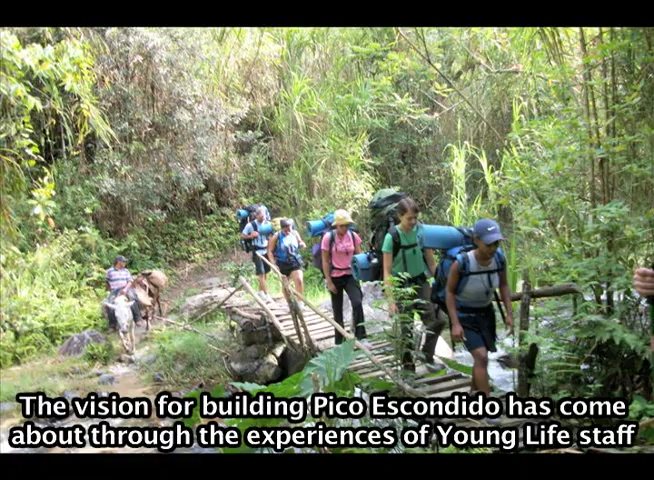 The vision for building Pico Escondido has come
about through the experiences of Young Life staff